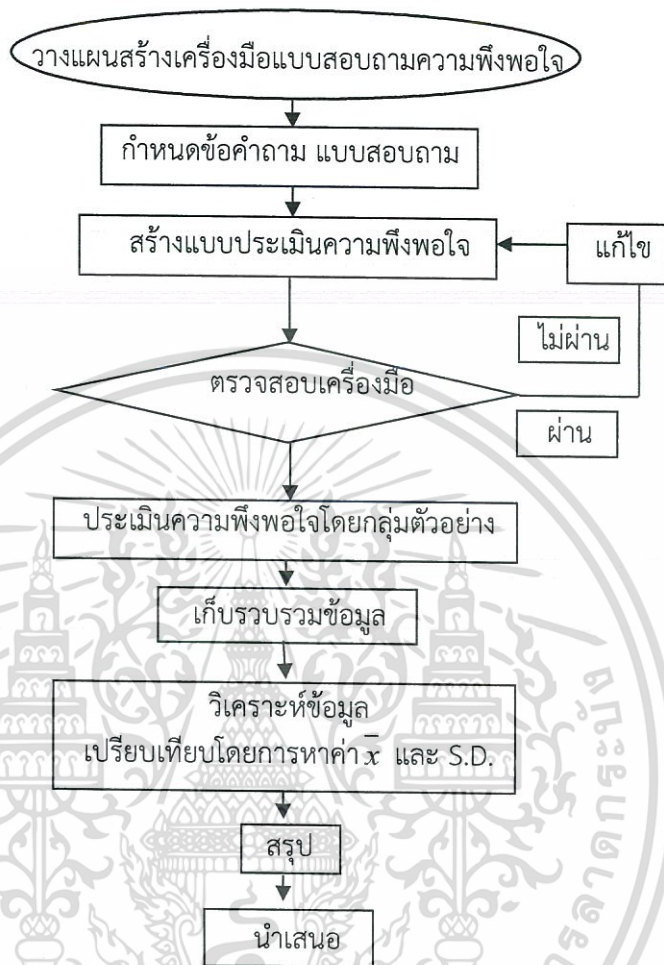 วางแผนสร้างเครื่องมือแบบสอบถามความพึงพอใจ
กำหนดข้อคำถาม แบบสอบถาม
สร้างแบบประเมินความพึงพอใจ
แก้ไข
ไม่ผ่าน
ตรวจสอบเครื่องมือ
ผ่าน
ประเมินความพึงพอใจโดยกลุ่มตัวอย่าง
เก็บรวบรวมข้อมูล
วิเคราะห์ข้อมูล
เปรียบเทียบโดยการหาค่า x̄ และ S.D.
สรุป
นำเสนอ